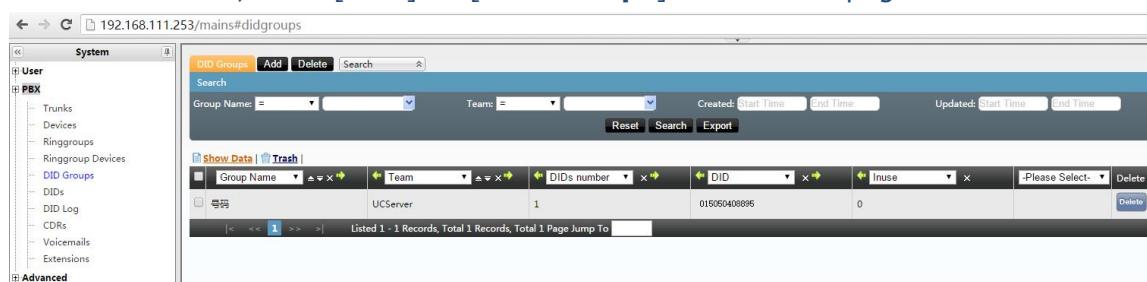 192.168.111.253/mains#didgroups
System
User
PBX
Trunks
Devices
Ringgroups
Ringgroup Devices
DID Groups
DIDs
DID Log
CDRs
Voicemails
Extensions
Advanced
DID Groups Add Delete Search
Search
Group Name: = Team: = Created: Start Time End Time Updated: Start Time End Time
Reset Search Export
Show Data | Trash |
Group Name Team DIDs number DID Inuse -Please Select- Delete
号码 UCServer 1 015050408895 0 Delete
|< << 1 >> >| Listed 1 - 1 Records, Total 1 Records, Total 1 Page Jump To